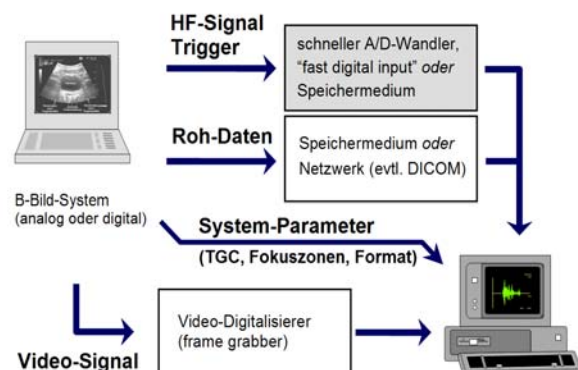 HF-Signal
Trigger
schneller A/D-Wandler,
“fast digital input” oder
Speichermedium
Roh-Daten
Speichermedium oder
Netzwerk (evtl. DICOM)
B-Bild-System
(analog oder digital)
System-Parameter
(TGC, Fokuszonen, Format)
Video-Digitalisierer
(frame grabber)
Video-Signal